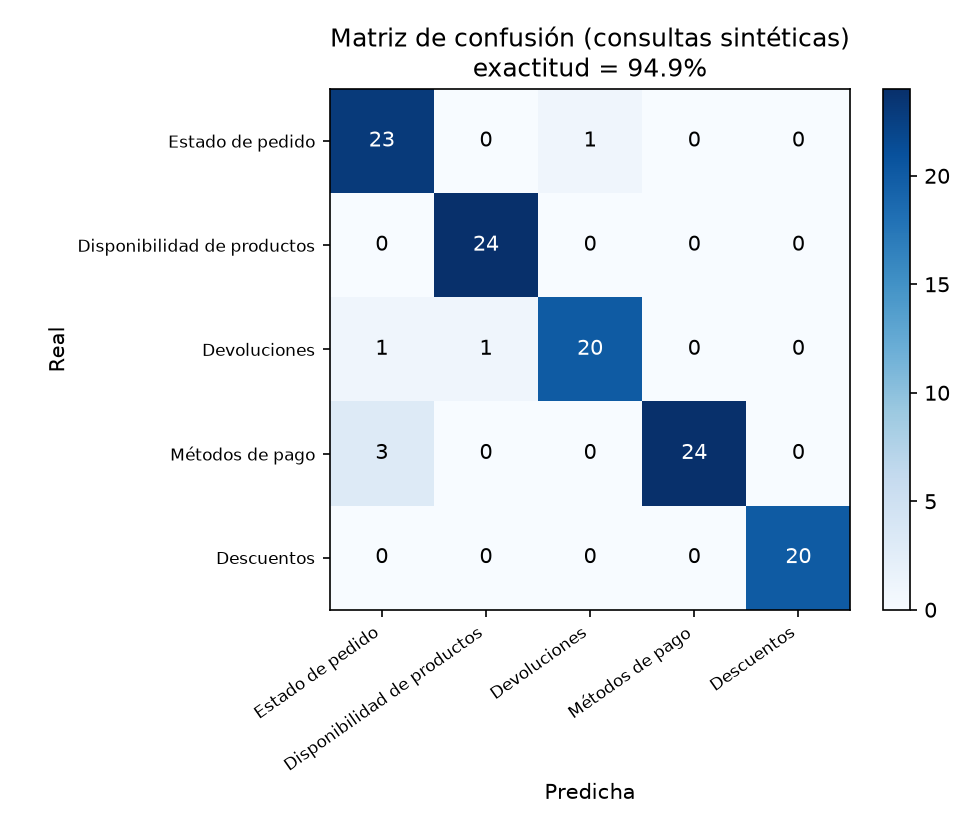 Matriz de confusión (consultas sintéticas)
exactitud = 94.9%
Real
Estado de pedido 23 0 1 0 0
Disponibilidad de productos 0 24 0 0 0
Devoluciones 1 1 20 0 0
Métodos de pago 3 0 0 24 0
Descuentos 0 0 0 0 20
Estado de pedido
Disponibilidad de productos
Devoluciones
Métodos de pago
Descuentos
Predicha
20
15
10
5
0